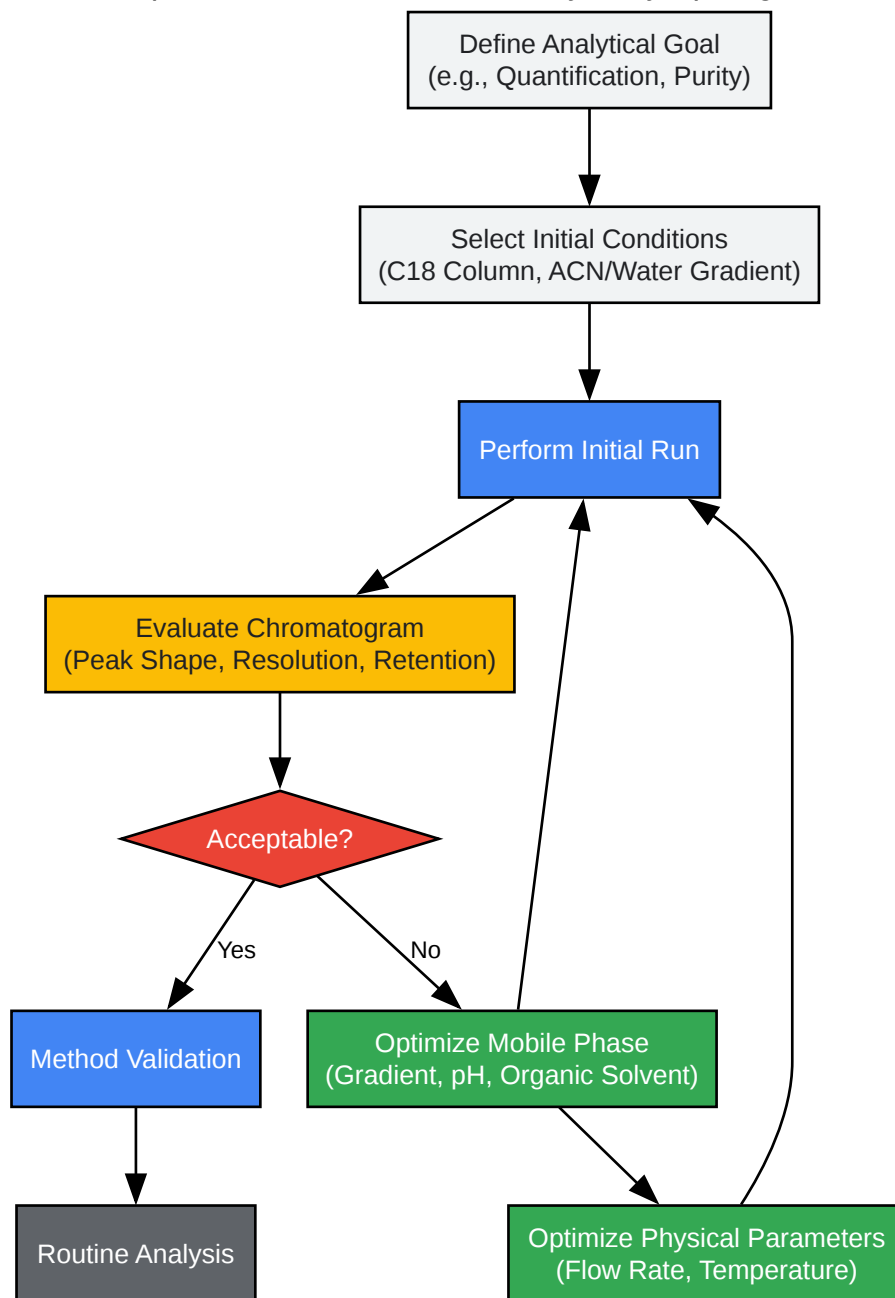 Define Analytical Goal
(e.g., Quantification, Purity)
Select Initial Conditions
(C18 Column, ACN/Water Gradient)
Perform Initial Run
Evaluate Chromatogram
(Peak Shape, Resolution, Retention)
Acceptable?
Yes
No
Method Validation
Optimize Mobile Phase
(Gradient, pH, Organic Solvent)
Routine Analysis
Optimize Physical Parameters
(Flow Rate, Temperature)